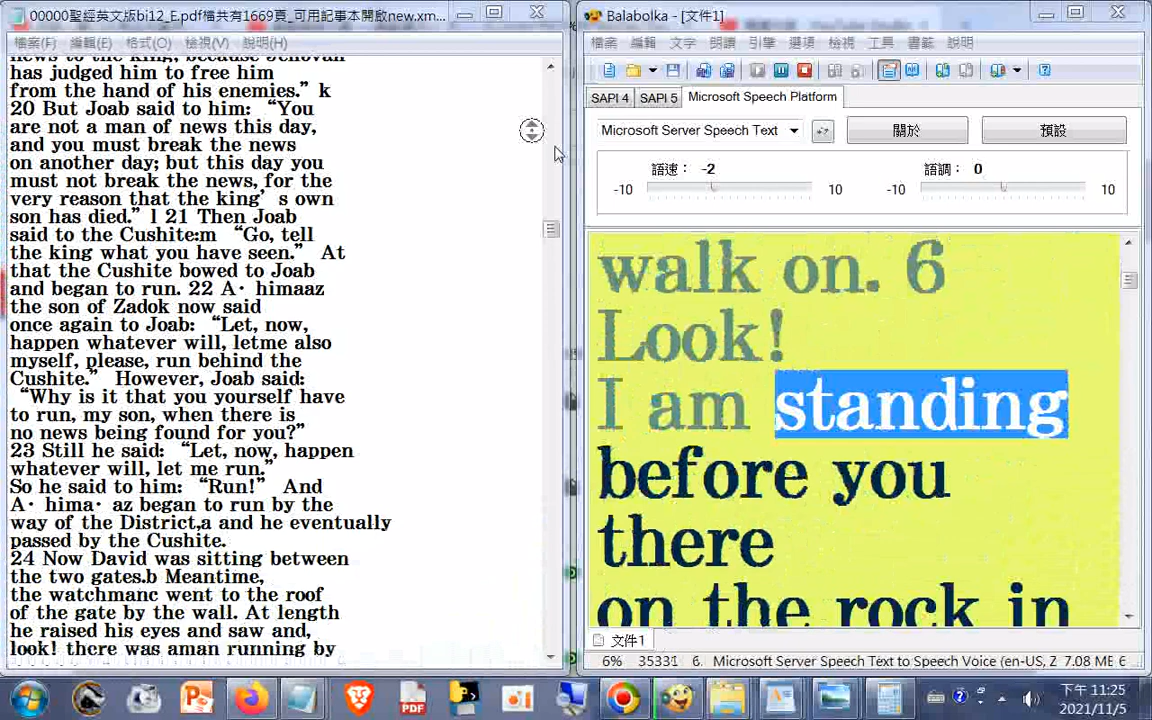 00000聖經英文版bi12_E.pdf檔共有1669頁_可用記事本開啟new.xm...
檔案(F) 編輯(E) 格式(O) 檢視(V) 說明(H)
news to the king, because Jehovah
has judged him to free him
from the hand of his enemies.” k
20 But Joab said to him: “You
are not a man of news this day,
and you must break the news
on another day; but this day you
must not break the news, for the
very reason that the king’s own
son has died.” l 21 Then Joab
said to the Cushite:m “Go, tell
the king what you have seen.” At
that the Cushite bowed to Joab
and began to run. 22 A· himaaz
the son of Zadok now said
once again to Joab: “Let, now,
happen whatever will, letme also
myself, please, run behind the
Cushite.” However, Joab said:
“Why is it that you yourself have
to run, my son, when there is
no news being found for you?”
23 Still he said: “Let, now, happen
whatever will, let me run.”
So he said to him: “Run!” And
A· hima· az began to run by the
way of the District,a and he eventually
passed by the Cushite.
24 Now David was sitting between
the two gates.b Meantime,
the watchmanc went to the roof
of the gate by the wall. At length
he raised his eyes and saw and,
look! there was aman running by
Balabolka - [文件1]
檔案 編輯 文字 朗讀 引擎 選項 檢視 工具 書籤 說明
SAPI 4 SAPI 5 Microsoft Speech Platform
Microsoft Server Speech Text 關於 預設
語速: -2 語調: 0
-10 10 -10 10
walk on. 6
Look!
I am standing
before you
there
on the rock in
文件1
6% 35331 6. Microsoft Server Speech Text to Speech Voice (en-US, Z 7.08 MB 6
PDF
下午 11:25
2021/11/5